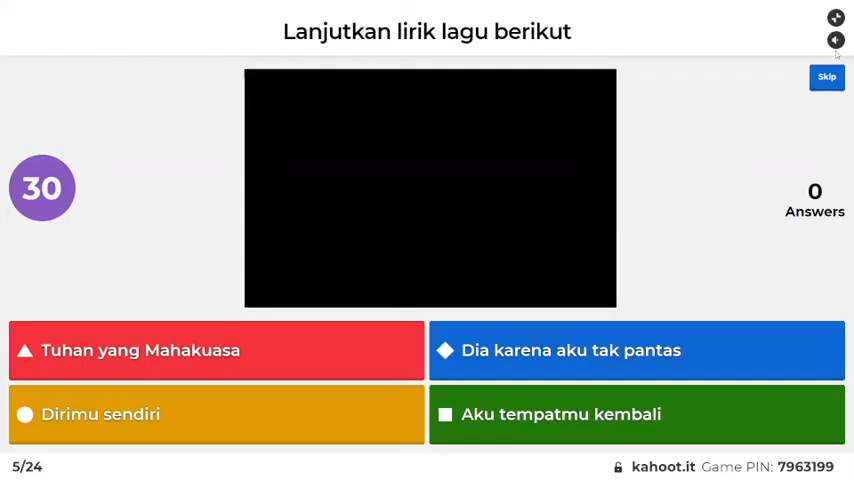 Lanjutkan lirik lagu berikut
Skip
30
0
Answers
Tuhan yang Mahakuasa
Dia karena aku tak pantas
Dirimu sendiri
Aku tempatmu kembali
5/24
kahoot.it Game PIN: 7963199